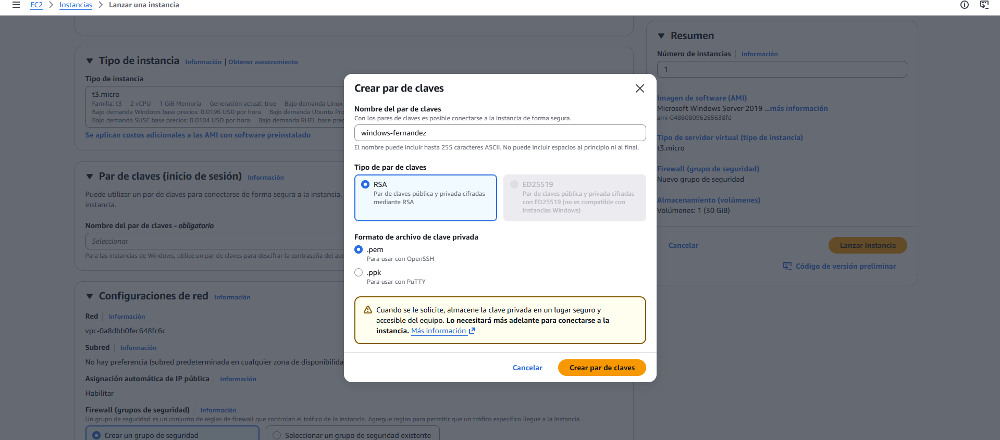 EC2 > Instancias > Lanzar una instancia
Tipo de instancia Información | Obtener asesoramiento
Tipo de instancia
t3.micro
Familia: t3 2 vCPU 1 GiB Memoria Generación actual: true Bajo demanda Linux
Bajo demanda Windows base precios: 0.0196 USD por hora Bajo demanda Ubuntu Pro
Bajo demanda SUSE base precios: 0.0104 USD por hora Bajo demanda RHEL base
Se aplican costos adicionales a las AMI con software preinstalado
Par de claves (inicio de sesión) Información
Puede utilizar un par de claves para conectarse de forma segura a la instancia.
instancia.
Nombre del par de claves - obligatorio
Seleccionar
Para las instancias de Windows, utilice un par de claves para descifrar la contraseña del
Configuraciones de red Información
Red Información
vpc-0a8dbb0fec648fc6c
Subred Información
No hay preferencia (subred predeterminada en cualquier zona de
Asignación automática de IP pública Información
Habilitar
Firewall (grupos de seguridad) Información
Un grupo de seguridad es un conjunto de reglas de firewall que controlan el tráfico de la instancia. Agregue reglas para permitir que un tráfico específico llegue a la instancia.
Crear un grupo de seguridad Seleccionar un grupo de seguridad existente
Crear par de claves
Nombre del par de claves
Con los pares de claves es posible conectarse a la instancia de forma segura.
windows-fernandez
El nombre puede incluir hasta 255 caracteres ASCII. No puede incluir espacios al principio ni al final.
Tipo de par de claves
RSA
Par de claves pública y privada cifradas
mediante RSA
ED25519
Par de claves pública y privada cifradas
con ED25519 (no es compatible con
instancias Windows)
Formato de archivo de clave privada
.pem
Para usar con OpenSSH
.ppk
Para usar con PuTTY
Cuando se le solicite, almacene la clave privada en un lugar seguro y
accesible del equipo. Lo necesitará más adelante para conectarse a la
instancia. Más información
Cancelar Crear par de claves
Resumen
Número de instancias Información
1
Imagen de software (AMI)
Microsoft Windows Server 2019 ...más información
ami-048608096265638fd
Tipo de servidor virtual (tipo de instancia)
t3.micro
Firewall (grupo de seguridad)
Nuevo grupo de seguridad
Almacenamiento (volúmenes)
Volúmenes: 1 (30 GiB)
Cancelar Lanzar instancia
Código de versión preliminar